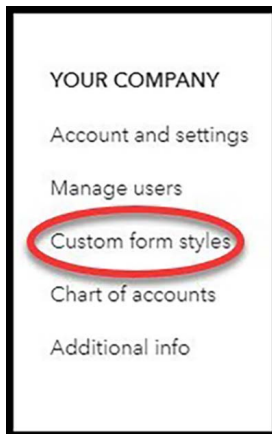 YOUR COMPANY
Account and settings
Manage users
Custom form styles
Chart of accounts
Additional info